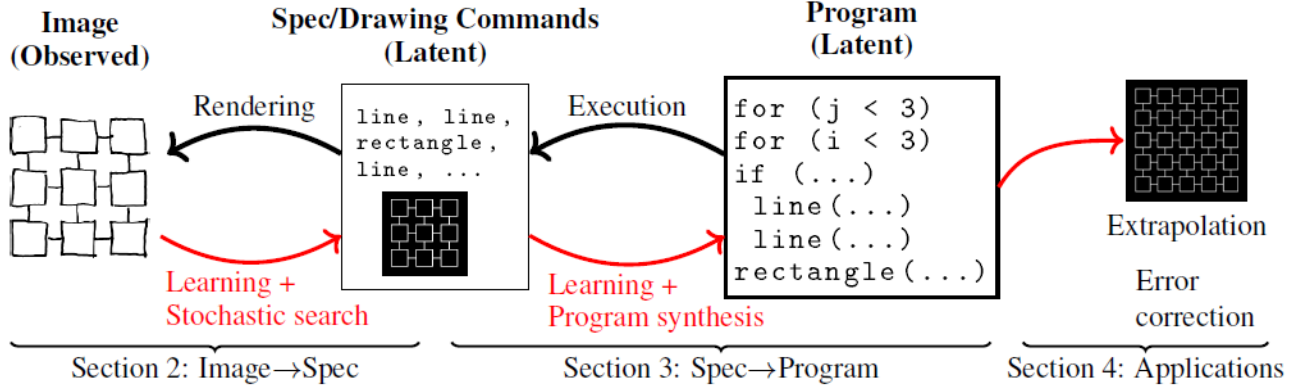 Image
(Observed)
Spec/Drawing Commands
(Latent)
Program
(Latent)
Rendering
line, line,
rectangle,
line, ...
Execution
for (j < 3)
for (i < 3)
if (...)
line(...)
line(...)
rectangle(...)
Extrapolation
Learning +
Stochastic search
Learning +
Program synthesis
Error
correction
Section 2: Image→Spec
Section 3: Spec→Program
Section 4: Applications